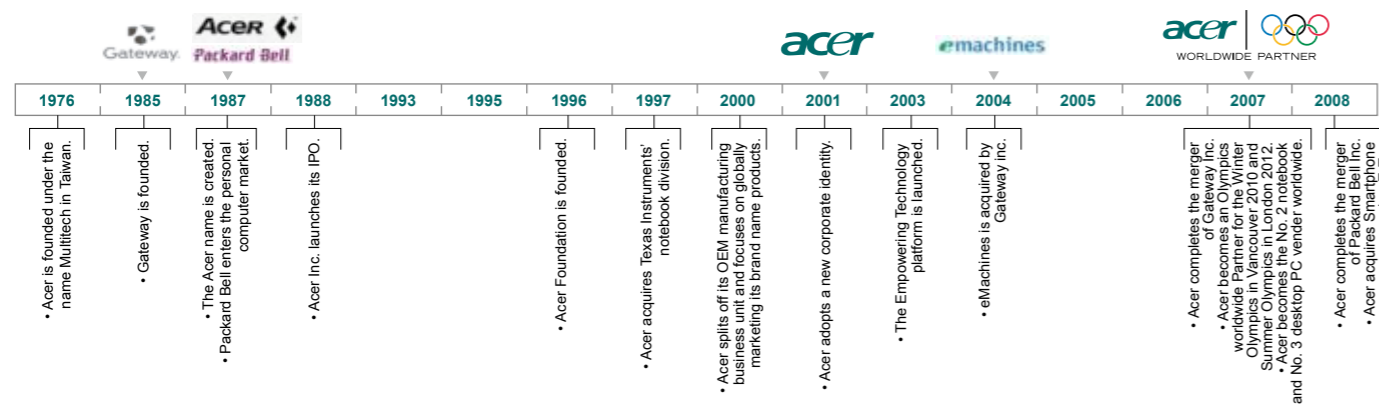 Gateway
ACER
Packard Bell
acer
emachines
acer
WORLDWIDE PARTNER
1976
1985
1987
1988
1993
1995
1996
1997
2000
2001
2003
2004
2005
2006
2007
2008
• Acer is founded under the
name Multitech in Taiwan.
• Gateway is founded.
• The Acer name is created.
• Packard Bell enters the personal
computer market.
• Acer Inc. launches its IPO.
• Acer Foundation is founded.
• Acer acquires Texas Instruments'
notebook division.
• Acer splits off its OEM manufacturing
business unit and focuses on globally
marketing its brand name products.
• Acer adopts a new corporate identity.
• The Empowering Technology
platform is launched.
• eMachines is acquired by
Gateway inc.
• Acer completes the merger
of Gateway Inc.
• Acer becomes an Olympics
worldwide Partner for the Winter
Olympics in Vancouver 2010 and
Summer Olympics in London 2012.
• Acer becomes the No. 2 notebook
and No. 3 desktop PC vender worldwide.
• Acer completes the merger
of Packard Bell Inc.
• Acer acquires Smartphone